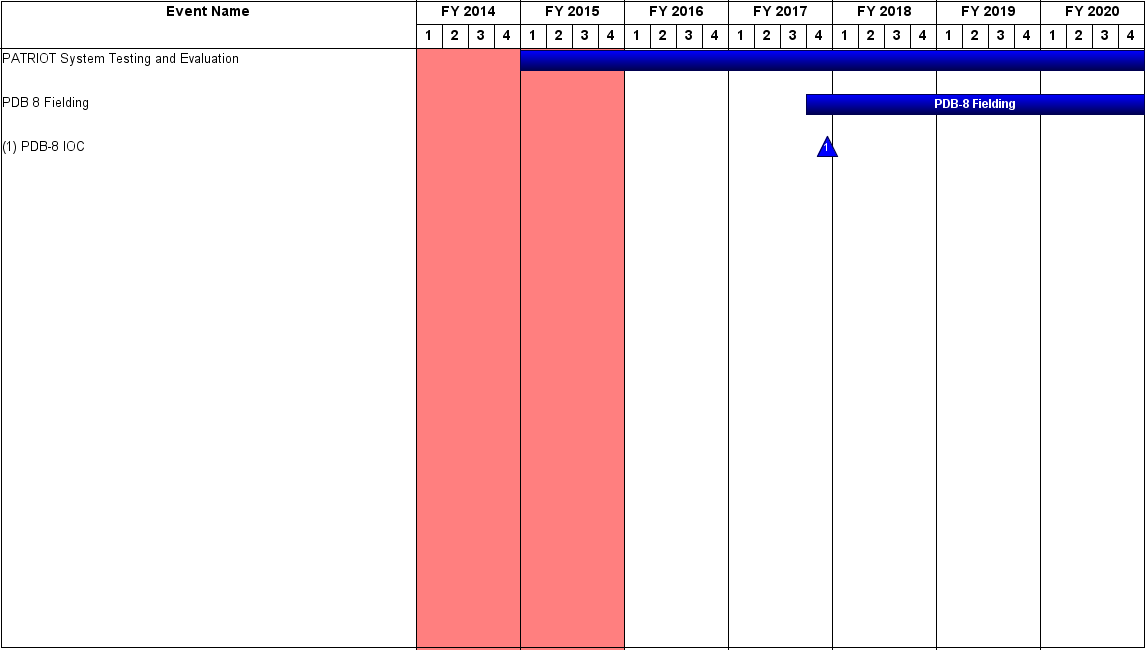 Event Name FY 2014 FY 2015 FY 2016 FY 2017 FY 2018 FY 2019 FY 2020
1 2 3 4 1 2 3 4 1 2 3 4 1 2 3 4 1 2 3 4 1 2 3 4 1 2 3 4
PATRIOT System Testing and Evaluation
PDB 8 Fielding PDB-8 Fielding
(1) PDB-8 IOC 1